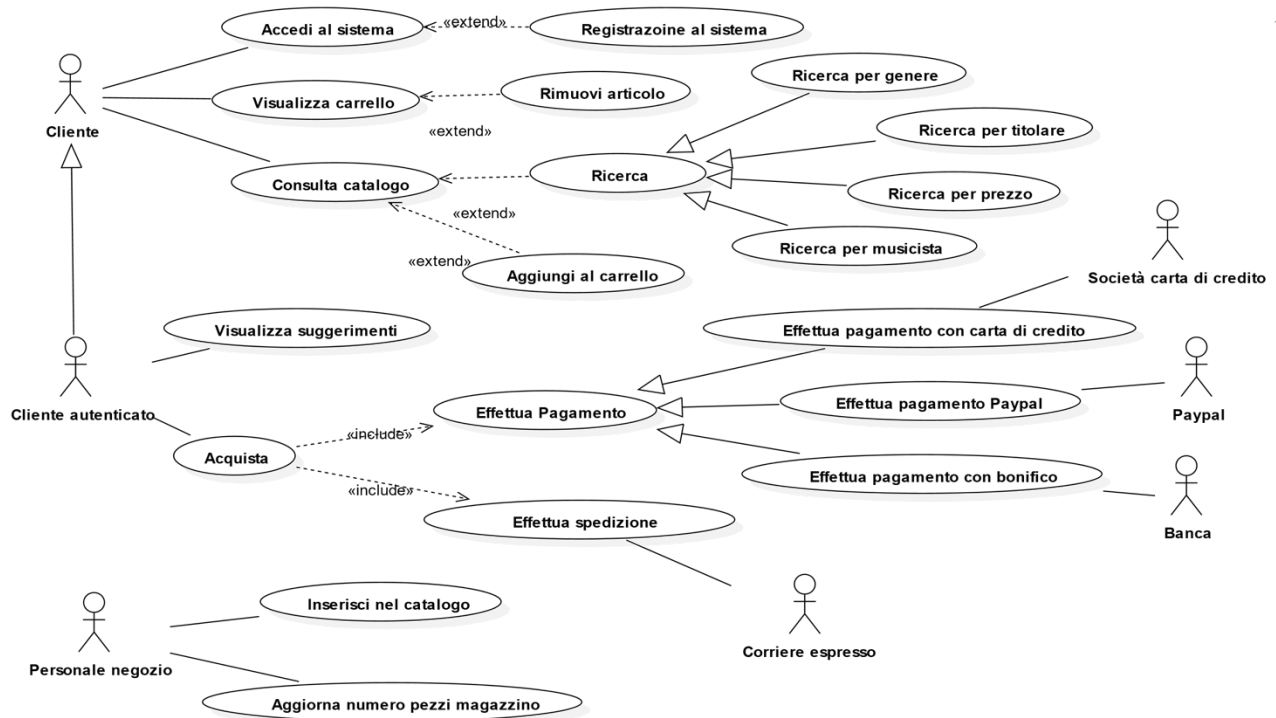 Accedi al sistema
«extend»
Registrazoine al sistema
Cliente
Visualizza carrello
Rimuovi articolo
Ricerca per genere
«extend»
Ricerca per titolare
Consulta catalogo
Ricerca
Ricerca per prezzo
«extend»
Ricerca per musicista
«extend»
Aggiungi al carrello
Società carta di credito
Visualizza suggerimenti
Effettua pagamento con carta di credito
Cliente autenticato
Effettua Pagamento
Effettua pagamento Paypal
Paypal
«include»
Acquista
Effettua pagamento con bonifico
«include»
Effettua spedizione
Banca
Inserisci nel catalogo
Personale negozio
Corriere espresso
Aggiorna numero pezzi magazzino